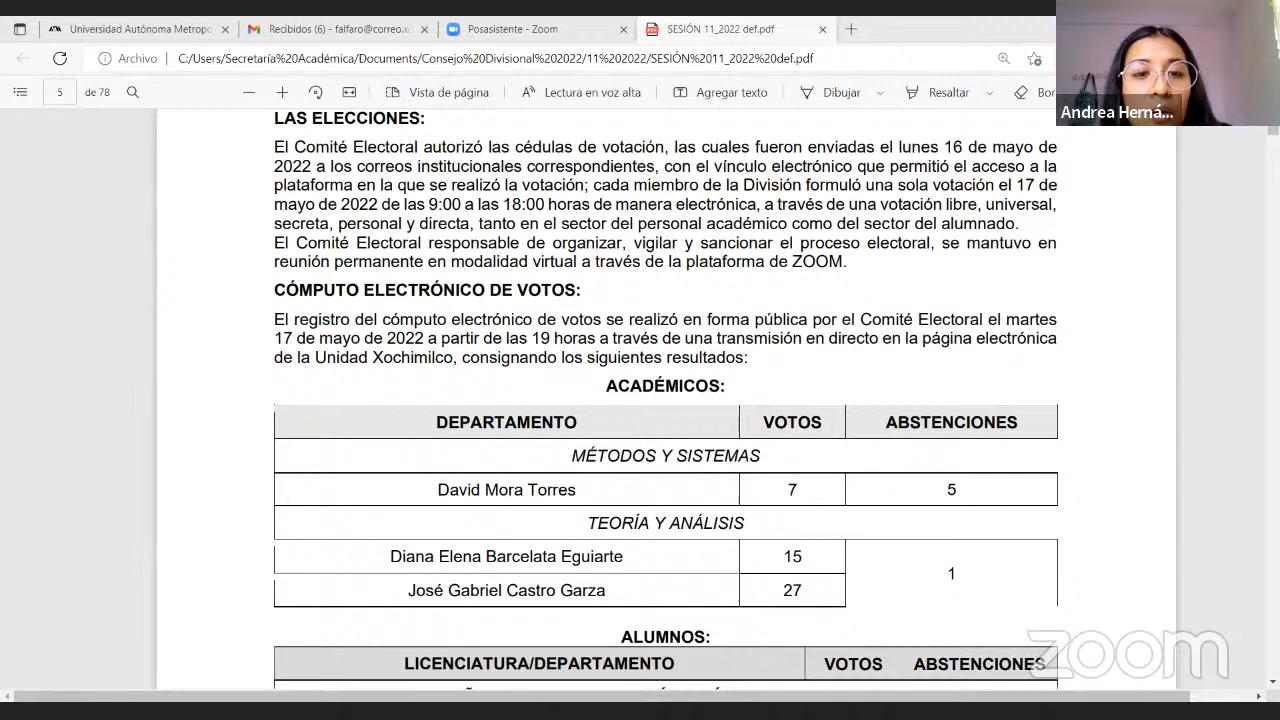 Universidad Autónoma Metropo
Recibidos (6) - falfaro@correo.xo
Posasistente - Zoom
SESIÓN 11_2022 def.pdf
Archivo
C:/Users/Secretaría%20Académica/Documents/Consejo%20Divisional%202022/11%202022/SESIÓN%2011_2022%20def.pdf
5 de 78
Vista de página
Lectura en voz alta
Agregar texto
Dibujar
Resaltar
Bor
Andrea Herná...
LAS ELECCIONES:
El Comité Electoral autorizó las cédulas de votación, las cuales fueron enviadas el lunes 16 de mayo de
2022 a los correos institucionales correspondientes, con el vínculo electrónico que permitió el acceso a la
plataforma en la que se realizó la votación; cada miembro de la División formuló una sola votación el 17 de
mayo de 2022 de las 9:00 a las 18:00 horas de manera electrónica, a través de una votación libre, universal,
secreta, personal y directa, tanto en el sector del personal académico como del sector del alumnado.
El Comité Electoral responsable de organizar, vigilar y sancionar el proceso electoral, se mantuvo en
reunión permanente en modalidad virtual a través de la plataforma de ZOOM.
CÓMPUTO ELECTRÓNICO DE VOTOS:
El registro del cómputo electrónico de votos se realizó en forma pública por el Comité Electoral el martes
17 de mayo de 2022 a partir de las 19 horas a través de una transmisión en directo en la página electrónica
de la Unidad Xochimilco, consignando los siguientes resultados:
ACADÉMICOS:
DEPARTAMENTO VOTOS ABSTENCIONES
MÉTODOS Y SISTEMAS
David Mora Torres 7 5
TEORÍA Y ANÁLISIS
Diana Elena Barcelata Eguiarte 15
1
José Gabriel Castro Garza 27
ALUMNOS:
LICENCIATURA/DEPARTAMENTO VOTOS ABSTENCIONES
zoom